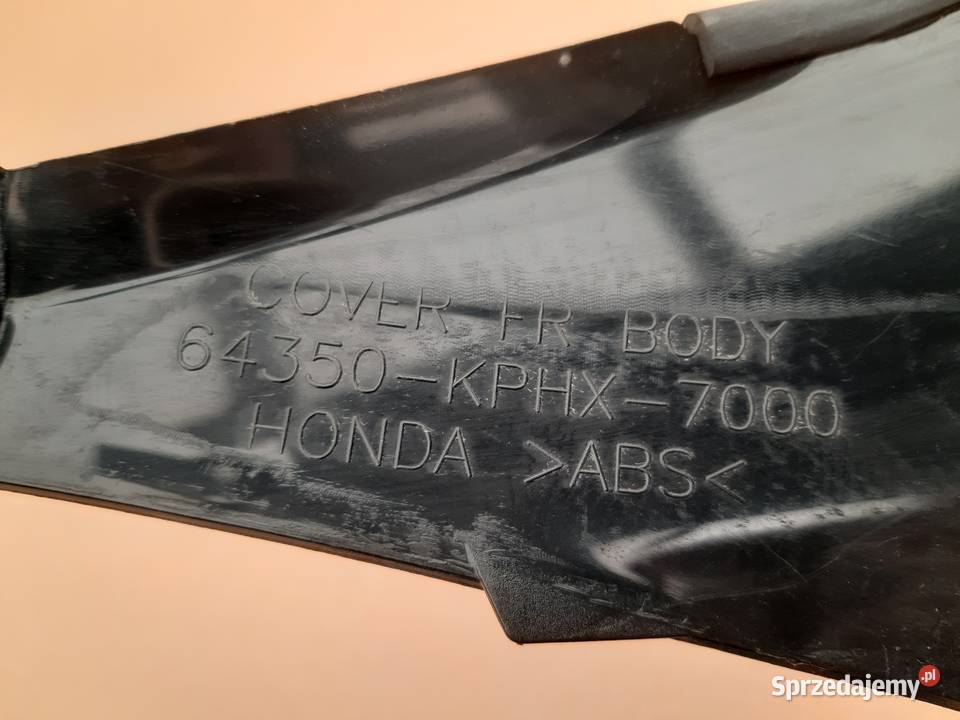 COVER FR BODY
64350-KPHX-7000
HONDA >ABS<
Sprzedajemy.pl